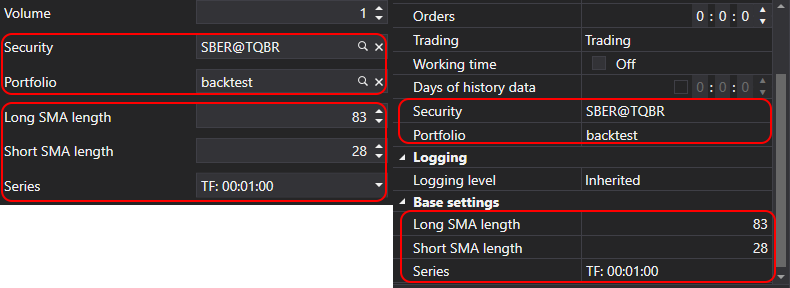 Volume 1
Security SBER@TQBR
Portfolio backtest
Long SMA length 83
Short SMA length 28
Series TF: 00:01:00
Orders 0 : 0 : 0
Trading Trading
Working time Off
Days of history data 0 : 0 : 0
Security SBER@TQBR
Portfolio backtest
Logging
Logging level Inherited
Base settings
Long SMA length 83
Short SMA length 28
Series TF: 00:01:00